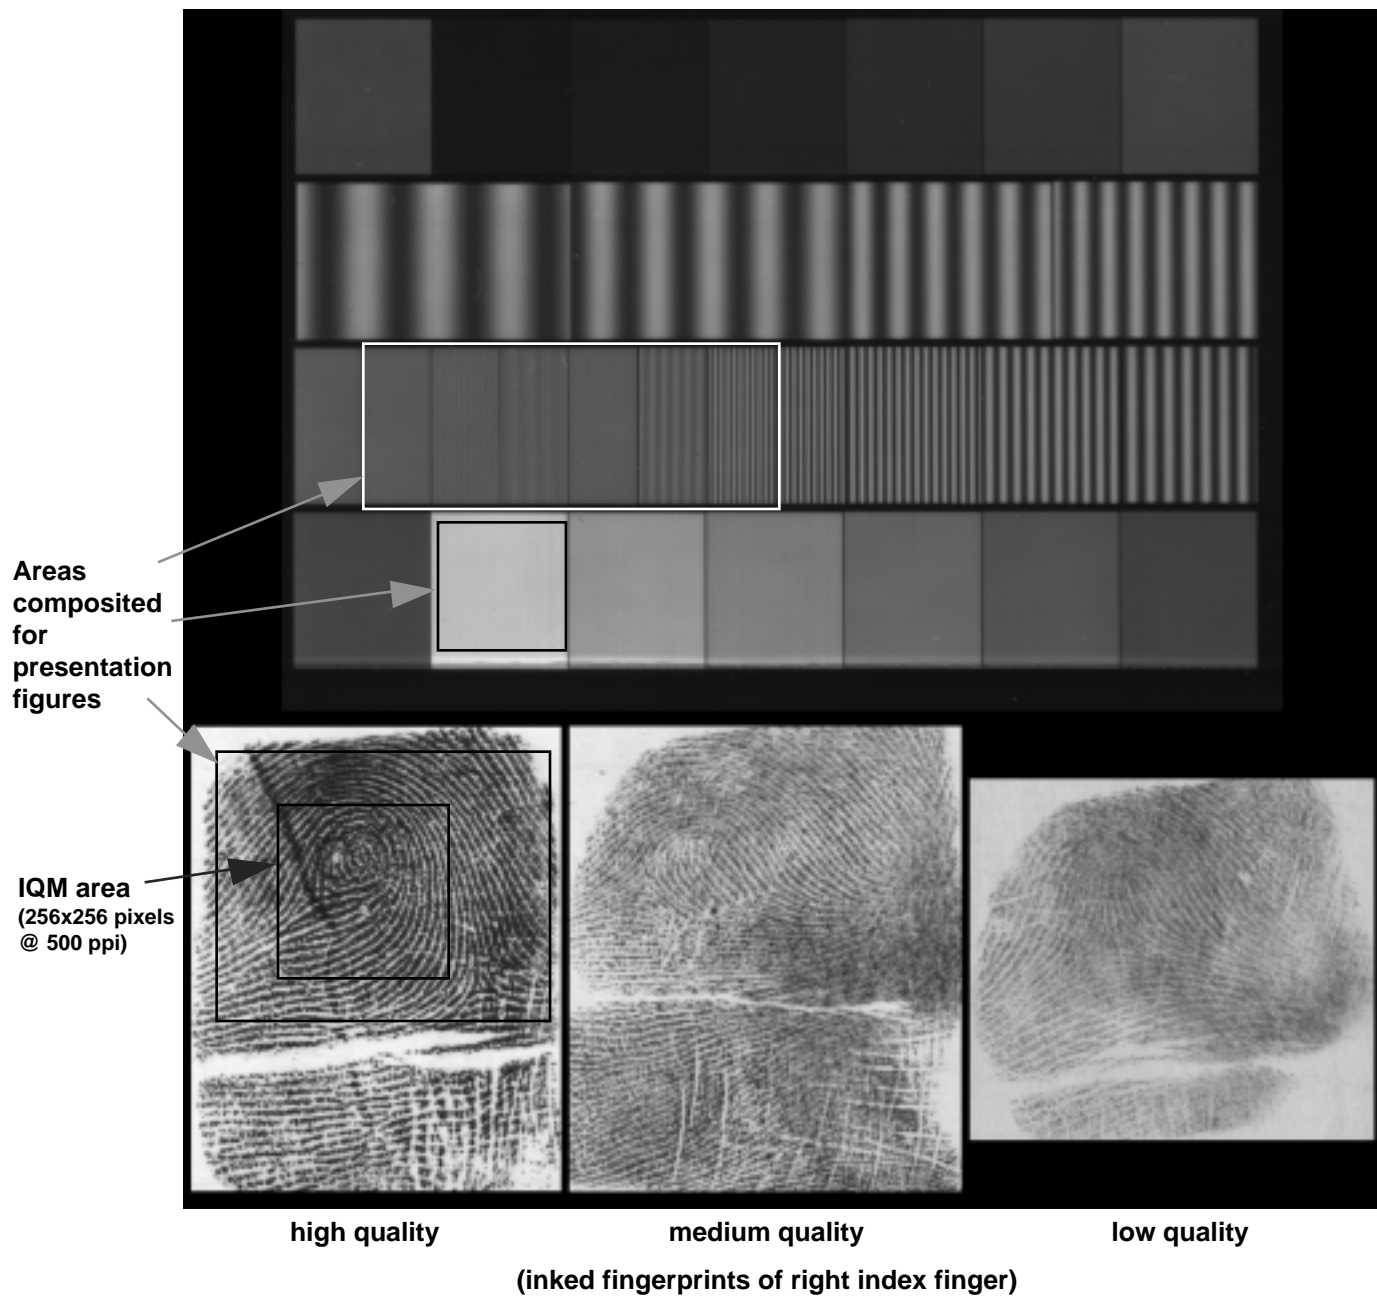 Areas
composited
for
presentation
figures
IQM area
(256x256 pixels
@ 500 ppi)
high quality
medium quality
low quality
(inked fingerprints of right index finger)